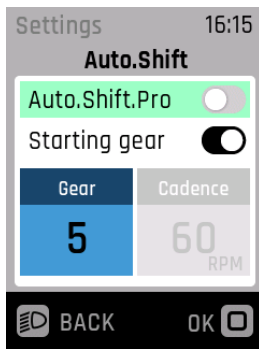 Settings 16:15
Auto.Shift
Auto.Shift.Pro
Starting gear
Gear Cadence
5 60
RPM
BACK OK